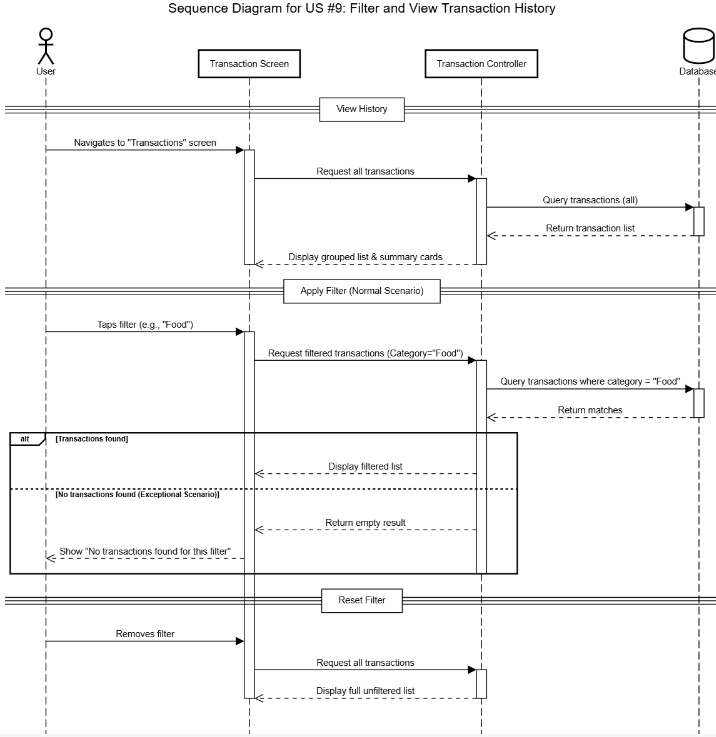 Sequence Diagram for US #9: Filter and View Transaction History
User
Transaction Screen
Transaction Controller
Database
View History
Navigates to "Transactions" screen
Request all transactions
Query transactions (all)
Return transaction list
Display grouped list & summary cards
Apply Filter (Normal Scenario)
Taps filter (e.g., "Food")
Request filtered transactions (Category="Food")
Query transactions where category = "Food"
Return matches
alt
[Transactions found]
Display filtered list
[No transactions found (Exceptional Scenario)]
Return empty result
Show "No transactions found for this filter"
Reset Filter
Removes filter
Request all transactions
Display full unfiltered list